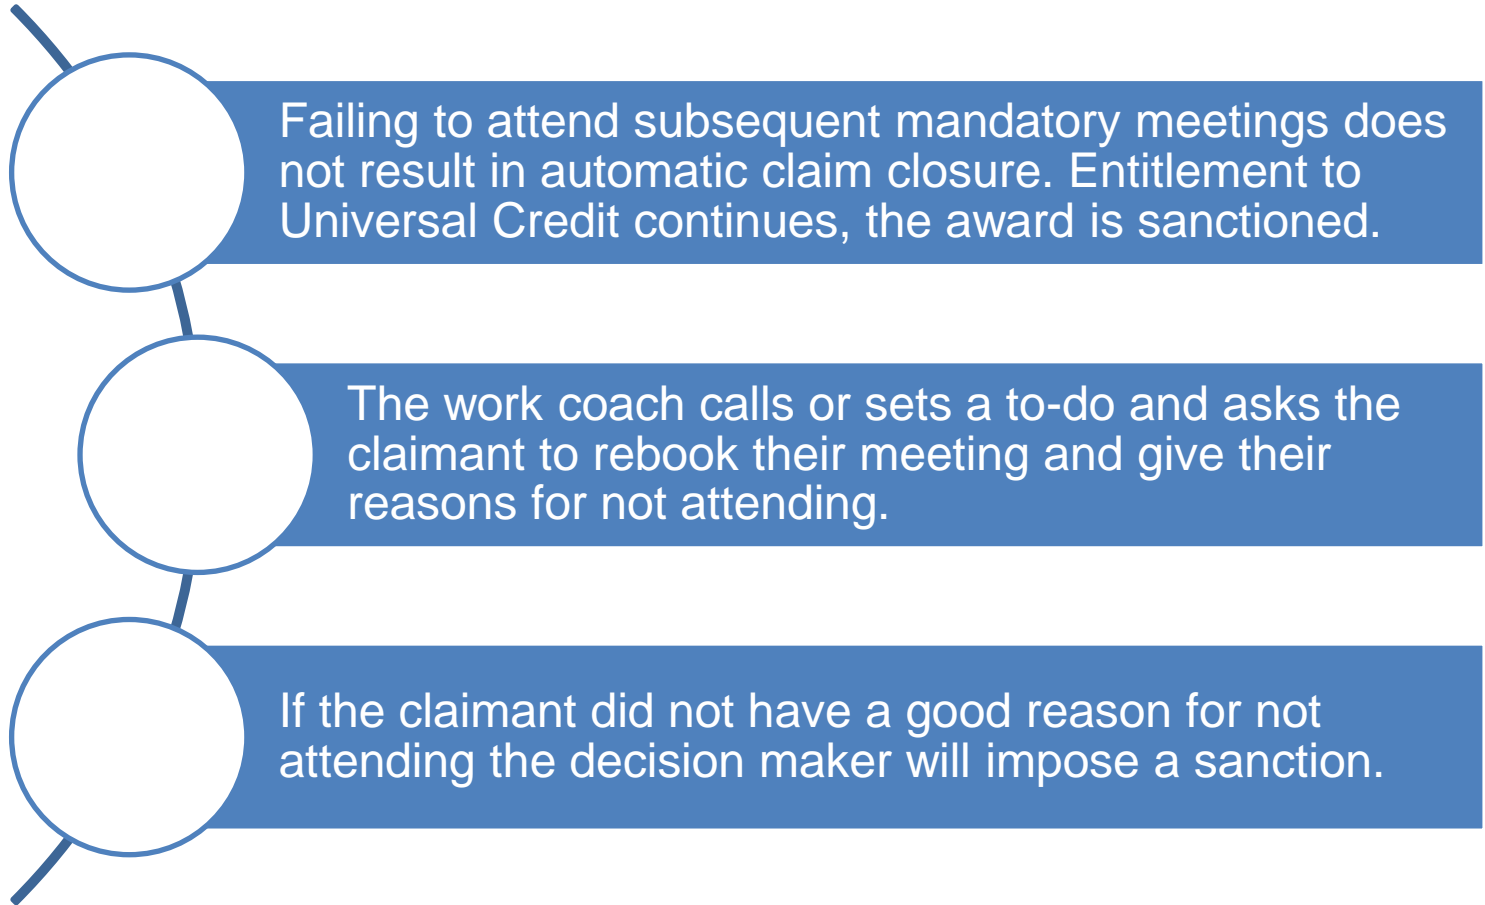 Failing to attend subsequent mandatory meetings does
not result in automatic claim closure. Entitlement to
Universal Credit continues, the award is sanctioned.
The work coach calls or sets a to-do and asks the
claimant to rebook their meeting and give their
reasons for not attending.
If the claimant did not have a good reason for not
attending the decision maker will impose a sanction.